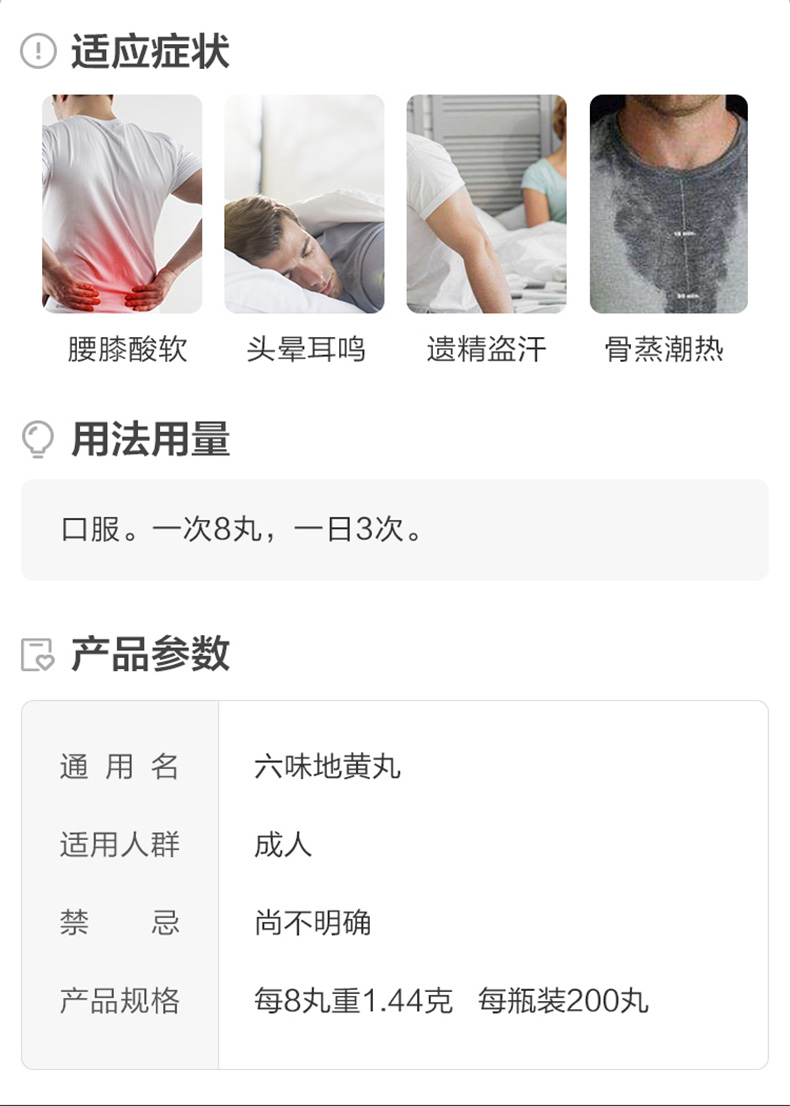 适应症状
腰膝酸软 头晕耳鸣 遗精盗汗 骨蒸潮热
用法用量
口服。一次8丸，一日3次。
产品参数
通用名 六味地黄丸
适用人群 成人
禁忌 尚不明确
产品规格 每8丸重1.44克 每瓶装200丸